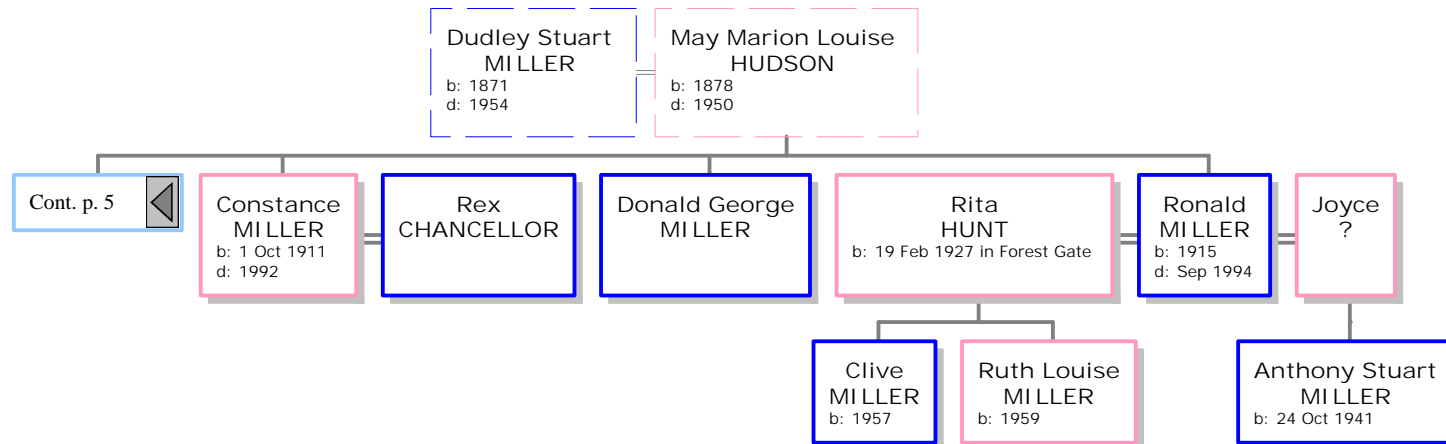 Dudley Stuart
MILLER
b: 1871
d: 1954
May Marion Louise
HUDSON
b: 1878
d: 1950
Cont. p. 5
Constance
MILLER
b: 1 Oct 1911
d: 1992
Rex
CHANCELLOR
Donald George
MILLER
Rita
HUNT
b: 19 Feb 1927 in Forest Gate
Ronald
MILLER
b: 1915
d: Sep 1994
Joyce
?
Clive
MILLER
b: 1957
Ruth Louise
MILLER
b: 1959
Anthony Stuart
MILLER
b: 24 Oct 1941